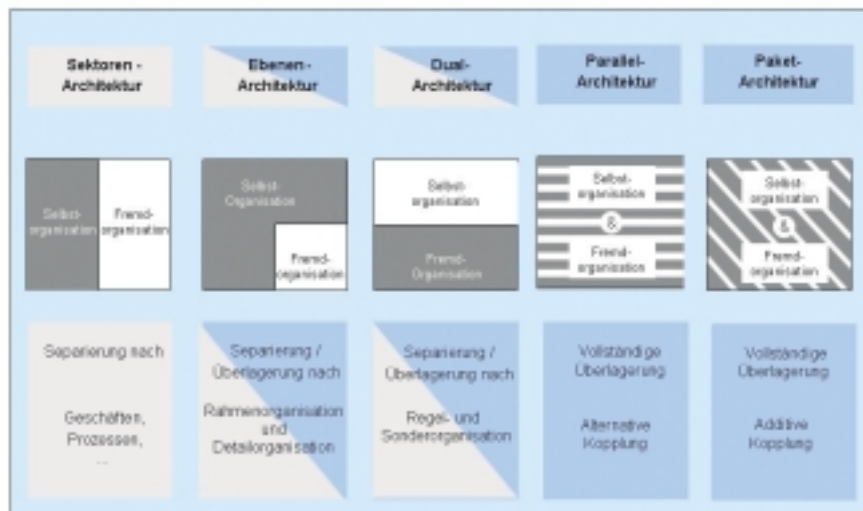 Sektoren -
Architektur
Ebenen-
Architektur
Dual-
Architektur
Parallel-
Architektur
Paket-
Architektur
Selbst-
organisation
Fremd-
organisation
Selbst-
Organisation
Fremd-
organisation
Selbst-
organisation
Fremd-
Organisation
Selbst-
organisation
&
Fremd-
organisation
Selbst-
organisation
&
Fremd-
organisation
Separierung nach
Geschäften,
Prozessen,
...
Separierung /
Überlagerung nach
Rahmenorganisation
und
Detailorganisation
Separierung /
Überlagerung nach
Regel- und
Sonderorganisation
Vollständige
Überlagerung
Alternative
Kopplung
Vollständige
Überlagerung
Additive
Kopplung